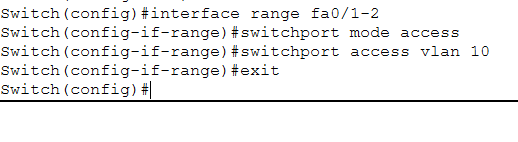 Switch(config)#interface range fa0/1-2
Switch(config-if-range)#switchport mode access
Switch(config-if-range)#switchport access vlan 10
Switch(config-if-range)#exit
Switch(config)#